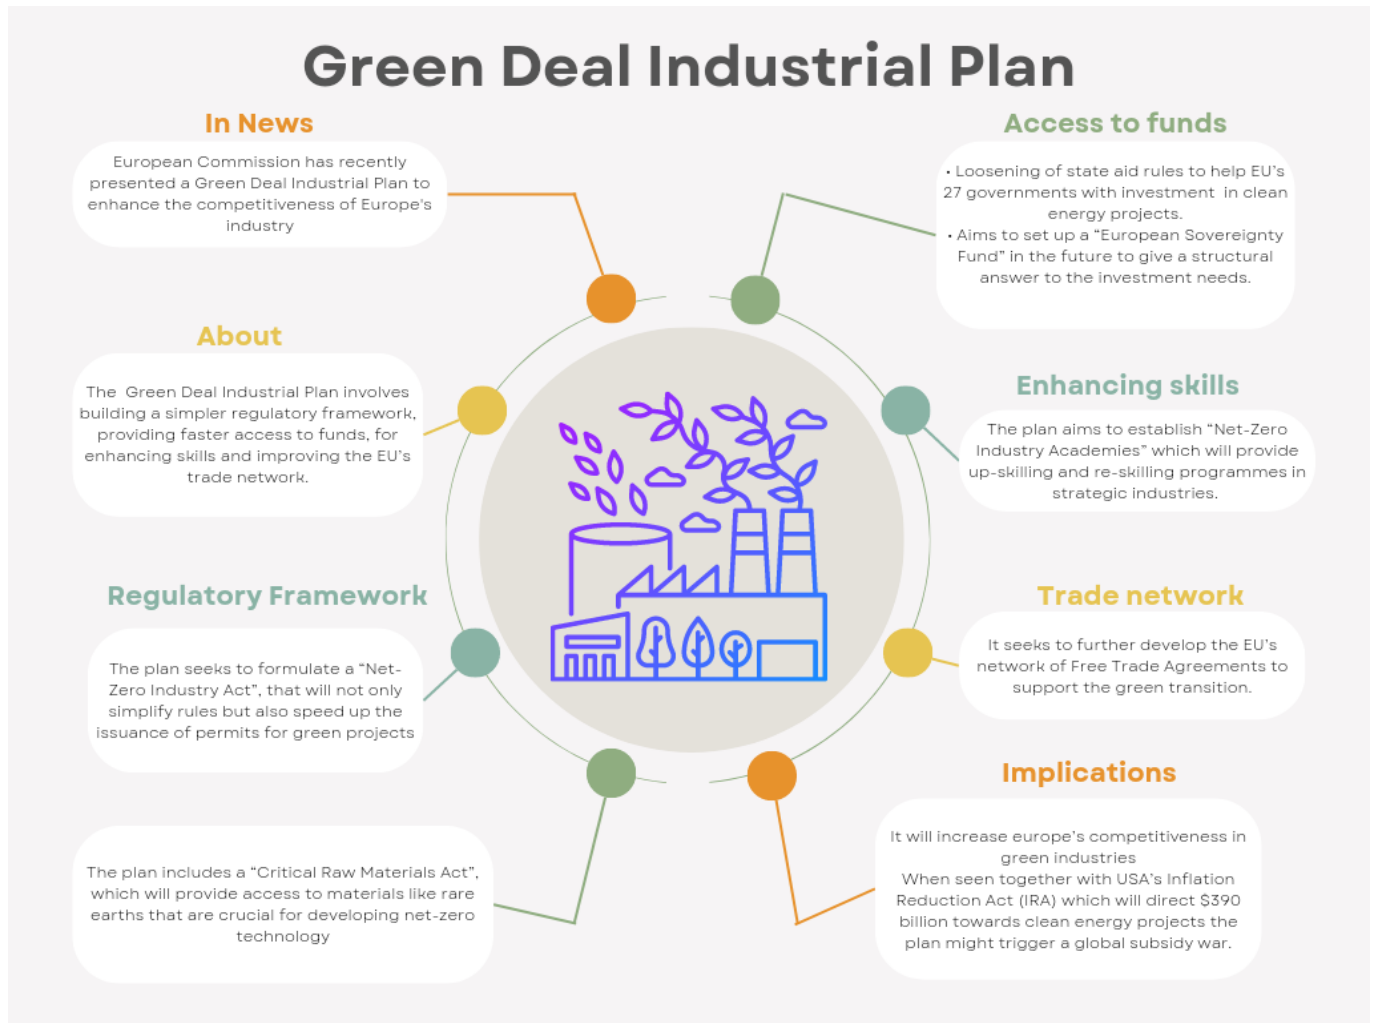 Green Deal Industrial Plan
In News
European Commission has recently
presented a Green Deal Industrial Plan to
enhance the competitiveness of Europe's
industry
About
The Green Deal Industrial Plan involves
building a simpler regulatory framework,
providing faster access to funds, for
enhancing skills and improving the EU's
trade network.
Regulatory Framework
The plan seeks to formulate a “Net-
Zero Industry Act”, that will not only
simplify rules but also speed up the
issuance of permits for green projects
The plan includes a “Critical Raw Materials Act”,
which will provide access to materials like rare
earths that are crucial for developing net-zero
technology
Access to funds
• Loosening of state aid rules to help EU's
27 governments with investment in clean
energy projects.
• Aims to set up a “European Sovereignty
Fund” in the future to give a structural
answer to the investment needs.
Enhancing skills
The plan aims to establish “Net-Zero
Industry Academies” which will provide
up-skilling and re-skilling programmes in
strategic industries.
Trade network
It seeks to further develop the EU's
network of Free Trade Agreements to
support the green transition.
Implications
It will increase europe's competitiveness in
green industries
When seen together with USA's Inflation
Reduction Act (IRA) which will direct $390
billion towards clean energy projects the
plan might trigger a global subsidy war.